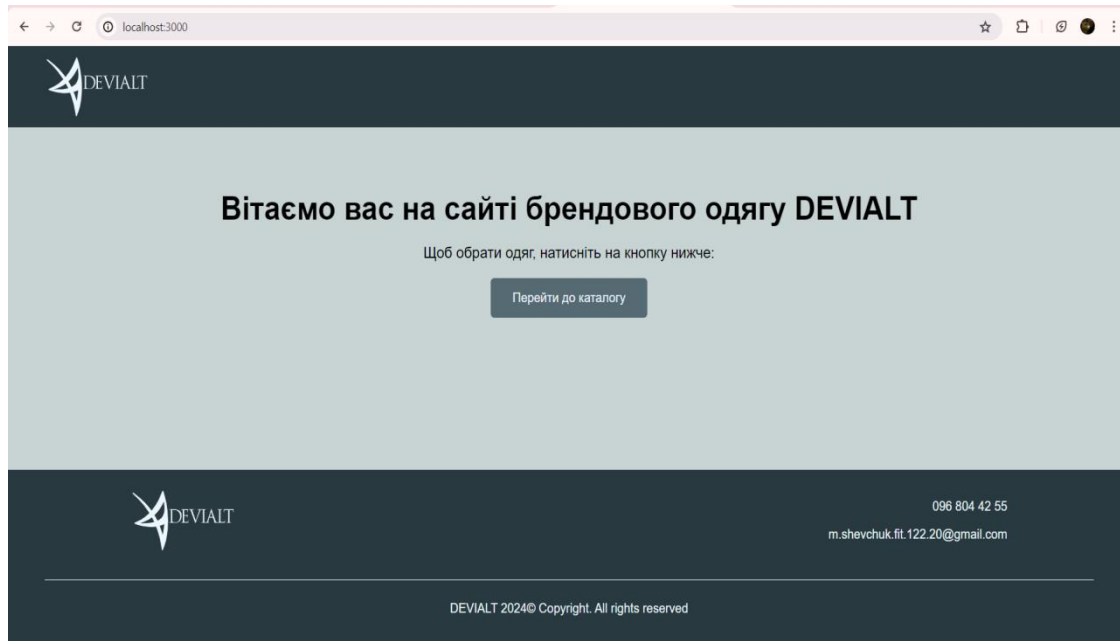 localhost:3000
DEVIALT
Вітаємо вас на сайті брендового одягу DEVIALT
Щоб обрати одяг, натисніть на кнопку нижче:
Перейти до каталогу
DEVIALT
096 804 42 55
m.shevchuk.fit.122.20@gmail.com
DEVIALT 2024© Copyright. All rights reserved